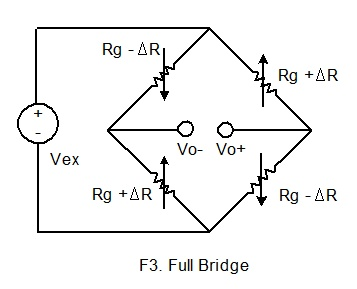 Rg - ΔR
Rg + ΔR
+
-
Vex
Vo- Vo+
Rg + ΔR
Rg - ΔR
F3. Full Bridge